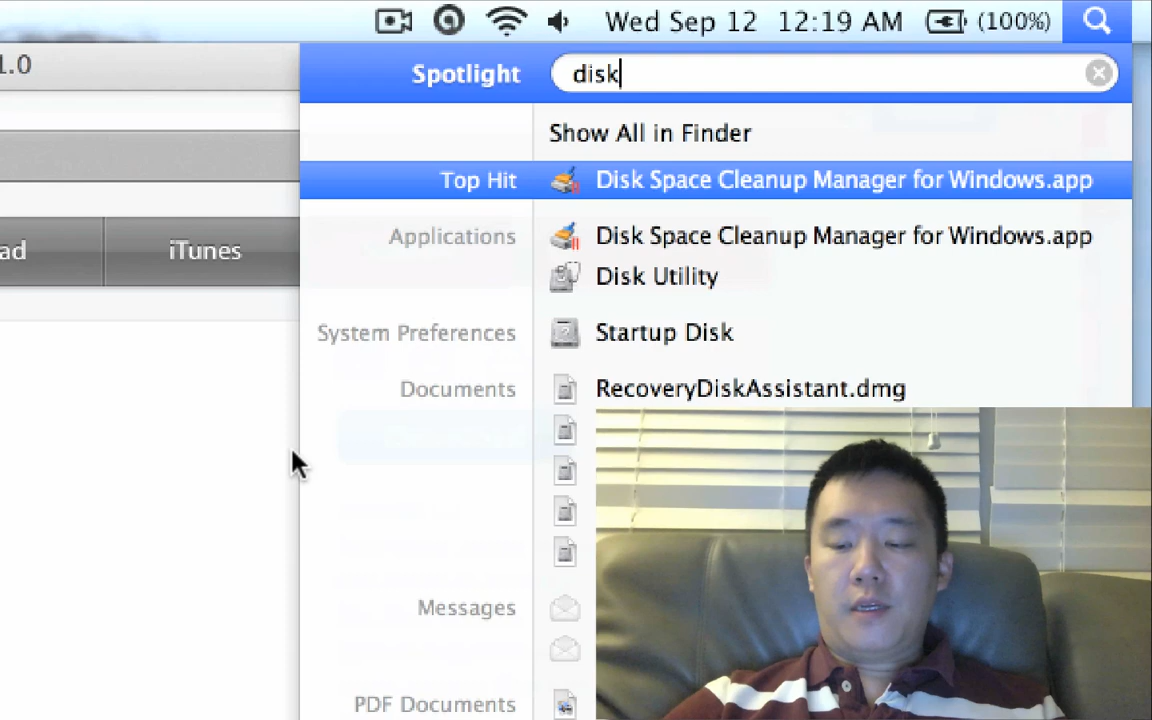 Wed Sep 12 12:19 AM (100%)
1.0
Spotlight disk
Show All in Finder
Top Hit Disk Space Cleanup Manager for Windows.app
ad iTunes
Applications Disk Space Cleanup Manager for Windows.app
Disk Utility
System Preferences Startup Disk
Documents RecoveryDiskAssistant.dmg
Messages
PDF Documents